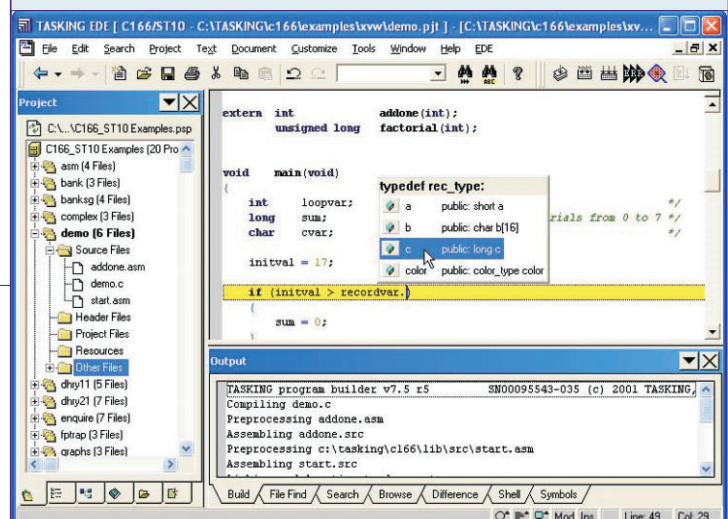 TASKING EDE [ C166/ST10 - C:\TASKING\c166\examples\xvw\demo.pjt ] - [C:\TASKING\c166\examples\xv...
File Edit Search Project Text Document Customize Tools Window Help EDE
Project
C:\...\C166_ST10 Examples.psp
C166_ST10 Examples (20 Pro
asm (4 Files)
bank (3 Files)
banksg (4 Files)
complex (3 Files)
demo (6 Files)
Source Files
addone.asm
demo.c
start.asm
Header Files
Project Files
Resources
Other Files
dhry11 (5 Files)
dhry21 (7 Files)
enquire (7 Files)
fptrap (3 Files)
graphs (3 Files)
extern int addone(int);
unsigned long factorial(int);
void main(void)
{
int loopvar; */
long sum; rials from 0 to 7 */
char cvar; */
initval = 17;
if (initval > recordvar.)
{
sum = 0;
}
typedef rec_type:
a public: short a
b public: char b[16]
c public: long c
color public: color_type color
Output
TASKING program builder v7.5 r5 SN00095543-035 (c) 2001 TASKING,
Compiling demo.c
Preprocessing addone.asm
Assembling addone.src
Preprocessing c:\tasking\c166\lib\src\start.asm
Assembling start.src
Build File Find Search Browse Difference Shell Symbols
Mod Ins Line: 49 Col: 29